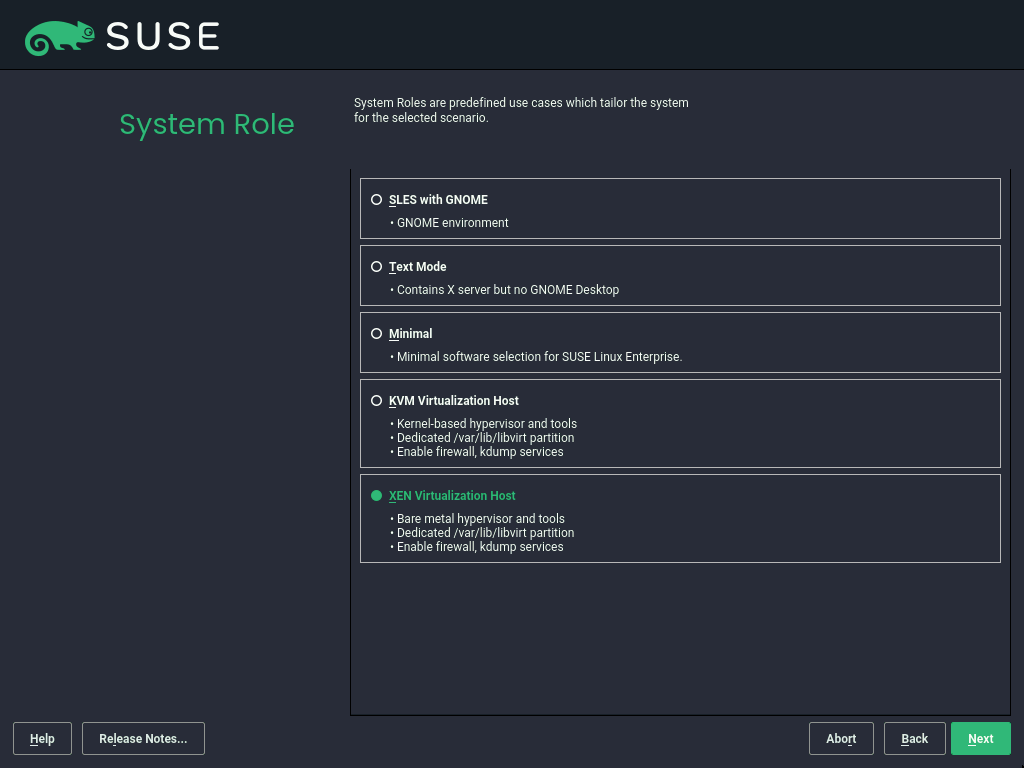 SUSE
System Role
System Roles are predefined use cases which tailor the system
for the selected scenario.
SLES with GNOME
• GNOME environment
Text Mode
• Contains X server but no GNOME Desktop
Minimal
• Minimal software selection for SUSE Linux Enterprise.
KVM Virtualization Host
• Kernel-based hypervisor and tools
• Dedicated /var/lib/libvirt partition
• Enable firewall, kdump services
XEN Virtualization Host
• Bare metal hypervisor and tools
• Dedicated /var/lib/libvirt partition
• Enable firewall, kdump services
Help Release Notes... Abort Back Next